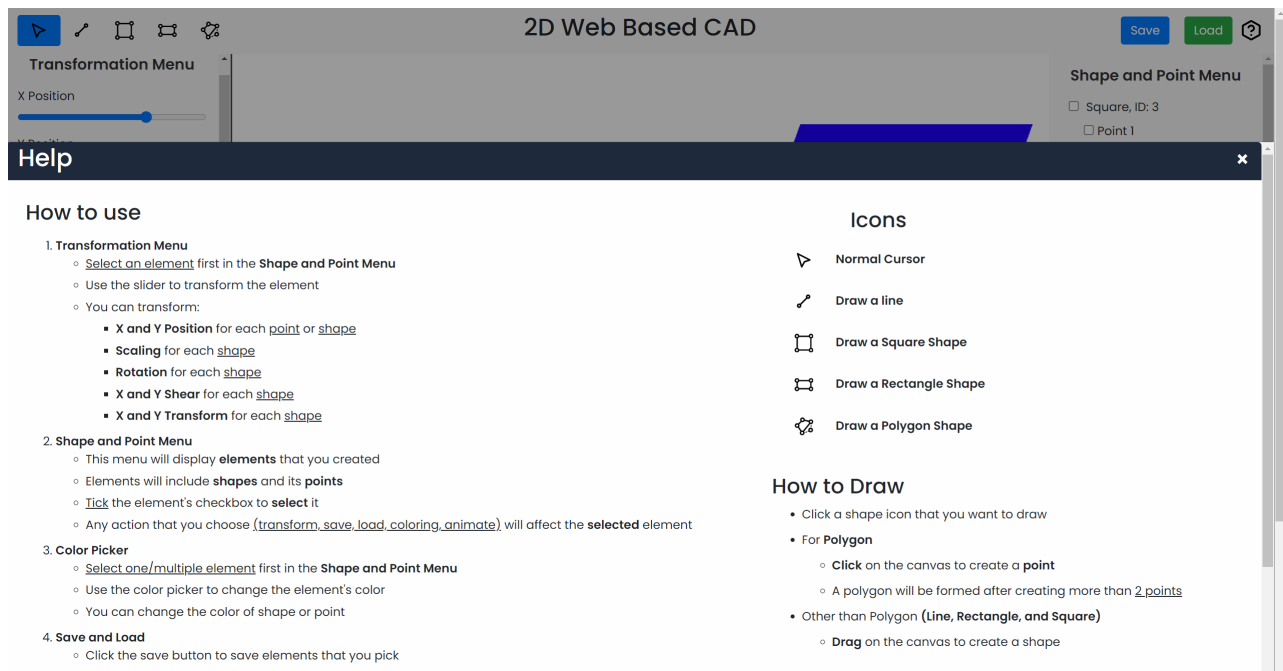 2D Web Based CAD
Save
Load
Transformation Menu
X Position
Y Position
Shape and Point Menu
Square, ID: 3
Point 1
Help
How to use
1. Transformation Menu
Select an element first in the Shape and Point Menu
Use the slider to transform the element
You can transform:
X and Y Position for each point or shape
Scaling for each shape
Rotation for each shape
X and Y Shear for each shape
X and Y Transform for each shape
2. Shape and Point Menu
This menu will display elements that you created
Elements will include shapes and its points
Tick the element's checkbox to select it
Any action that you choose (transform, save, load, coloring, animate) will affect the selected element
3. Color Picker
Select one/multiple element first in the Shape and Point Menu
Use the color picker to change the element's color
You can change the color of shape or point
4. Save and Load
Click the save button to save elements that you pick
Icons
Normal Cursor
Draw a line
Draw a Square Shape
Draw a Rectangle Shape
Draw a Polygon Shape
How to Draw
Click a shape icon that you want to draw
For Polygon
Click on the canvas to create a point
A polygon will be formed after creating more than 2 points
Other than Polygon (Line, Rectangle, and Square)
Drag on the canvas to create a shape